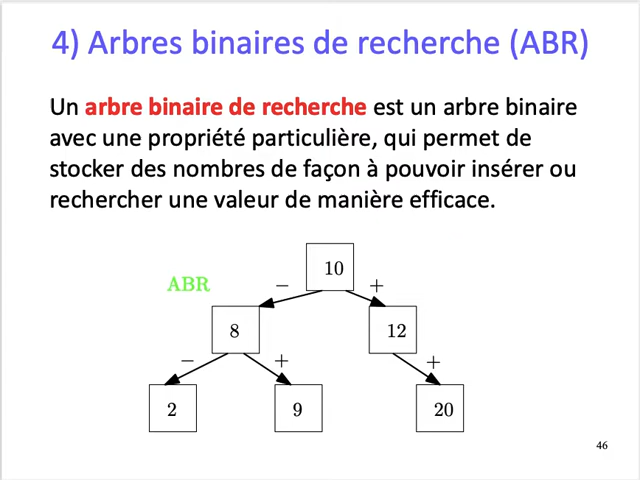 4) Arbres binaires de recherche (ABR)
Un arbre binaire de recherche est un arbre binaire
avec une propriété particulière, qui permet de
stocker des nombres de façon à pouvoir insérer ou
rechercher une valeur de manière efficace.
10
ABR − +
8 12
− + +
2 9 20
46